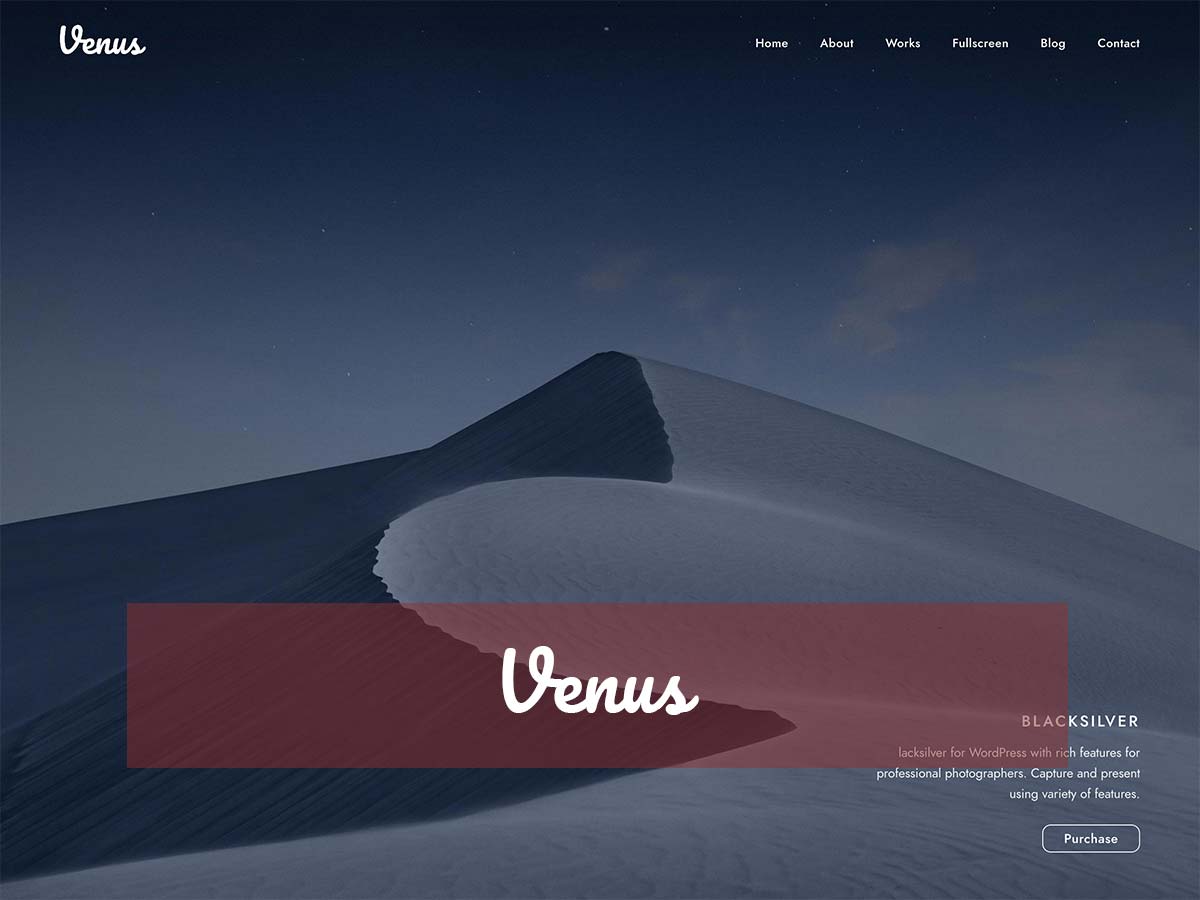 Venus
Home About Works Fullscreen Blog Contact
Venus
BLACKSILVER
lacksilver for WordPress with rich features for
professional photographers. Capture and present
using variety of features.
Purchase